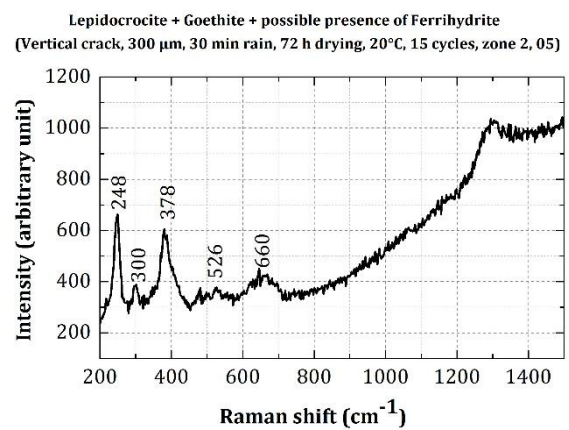 Lepidocrocite + Goethite + possible presence of Ferrihydrite
(Vertical crack, 300 µm, 30 min rain, 72 h drying, 20°C, 15 cycles, zone 2, 05)
1200
1000
800
600
400
200
Intensity (arbitrary unit)
248
300
378
526
660
200 400 600 800 1000 1200 1400
Raman shift (cm⁻¹)